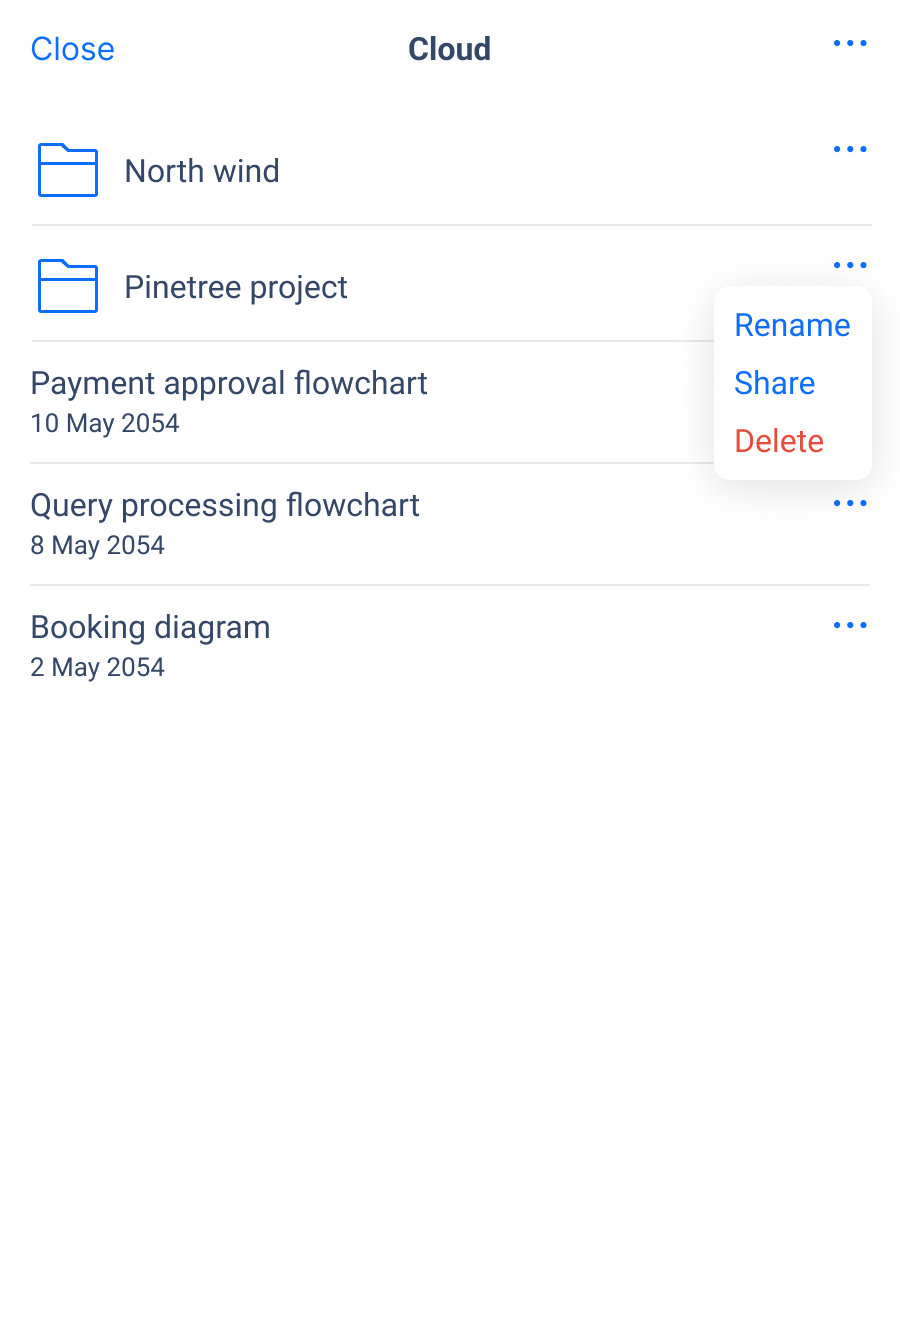 Close
Cloud
North wind
Pinetree project
Rename
Share
Delete
Payment approval flowchart
10 May 2054
Query processing flowchart
8 May 2054
Booking diagram
2 May 2054